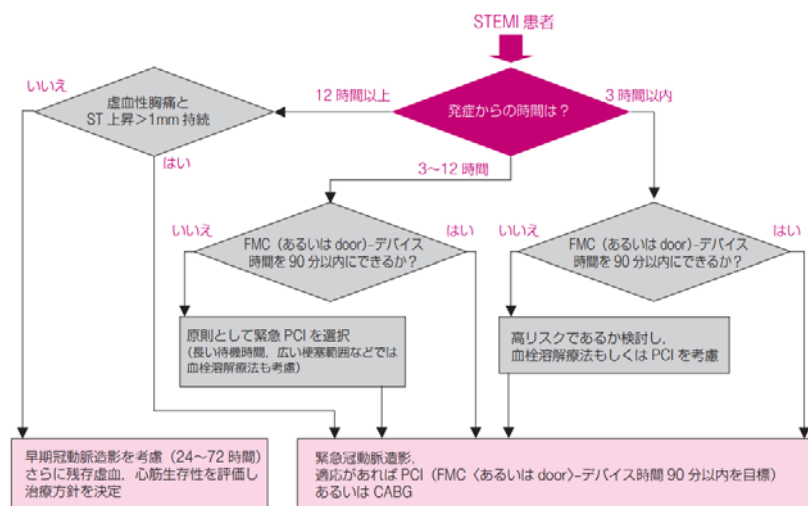 STEMI 患者
発症からの時間は？
12 時間以上
3 時間以内
3～12 時間
いいえ
虚血性胸痛と
ST 上昇＞1mm 持続
はい
いいえ
FMC（あるいは door）-デバイス
時間を 90 分以内にできるか？
はい
いいえ
FMC（あるいは door）-デバイス
時間を 90 分以内にできるか？
はい
原則として緊急 PCI を選択
（長い待機時間，広い梗塞範囲などでは
血栓溶解療法も考慮）
高リスクであるか検討し，
血栓溶解療法もしくは PCI を考慮
早期冠動脈造影を考慮（24～72 時間）
さらに残存虚血，心筋生存性を評価し
治療方針を決定
緊急冠動脈造影，
適応があれば PCI（FMC〈あるいは door〉-デバイス時間 90 分以内を目標）
あるいは CABG